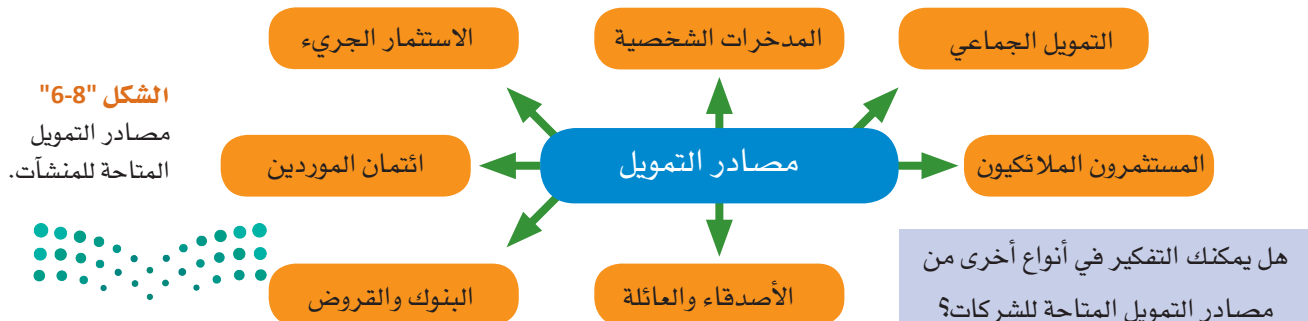 التمويل الجماعي
المدخرات الشخصية
الاستثمار الجريء
الشكل "8-6"
مصادر التمويل
المتاحة للمنشآت.
المستثمرون الملائكيون
مصادر التمويل
ائتمان الموردين
الأصدقاء والعائلة
البنوك والقروض
هل يمكنك التفكير في أنواع أخرى من
مصادر التمويل المتاحة للشركات؟